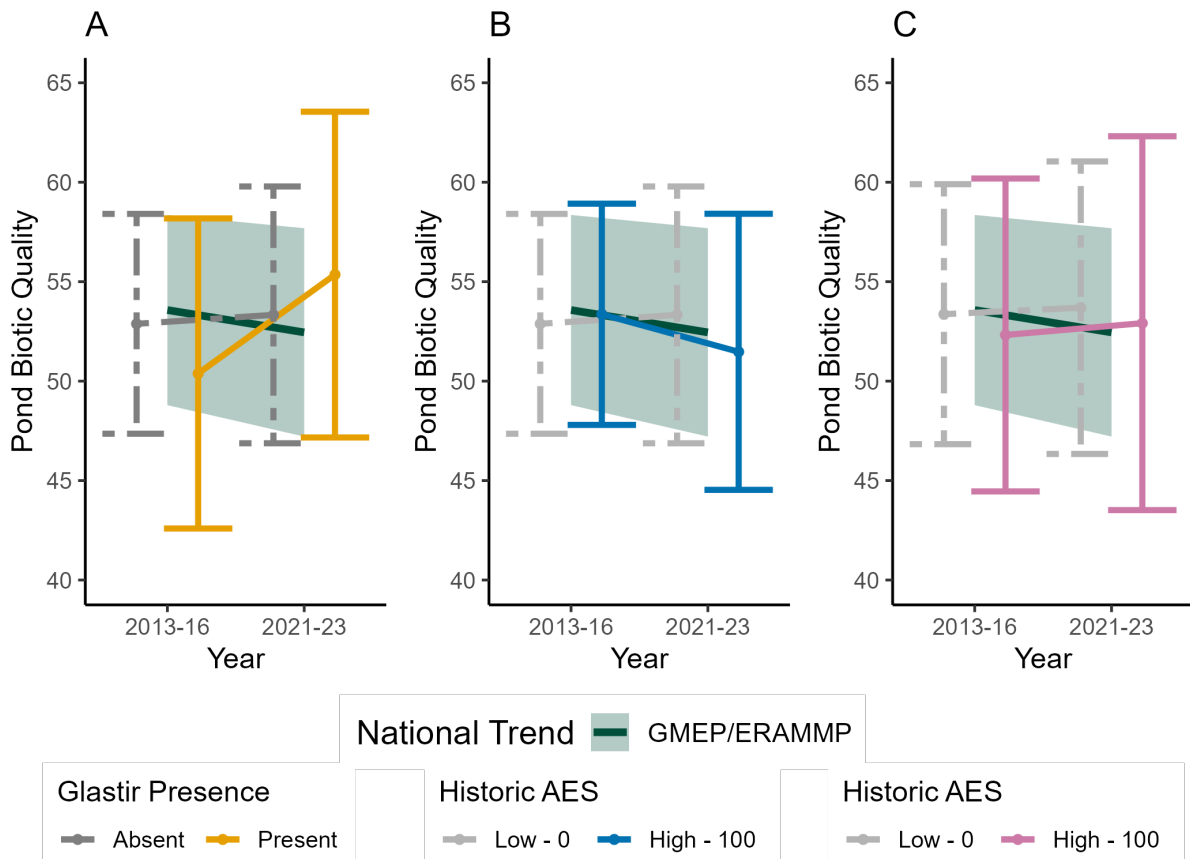 A
B
C
Pond Biotic Quality
65
60
55
50
45
40
2013-16
2021-23
Year
Pond Biotic Quality
65
60
55
50
45
40
2013-16
2021-23
Year
Pond Biotic Quality
65
60
55
50
45
40
2013-16
2021-23
Year
National Trend GMEP/ERAMMP
Glastir Presence
Absent Present
Historic AES
Low - 0 High - 100
Historic AES
Low - 0 High - 100